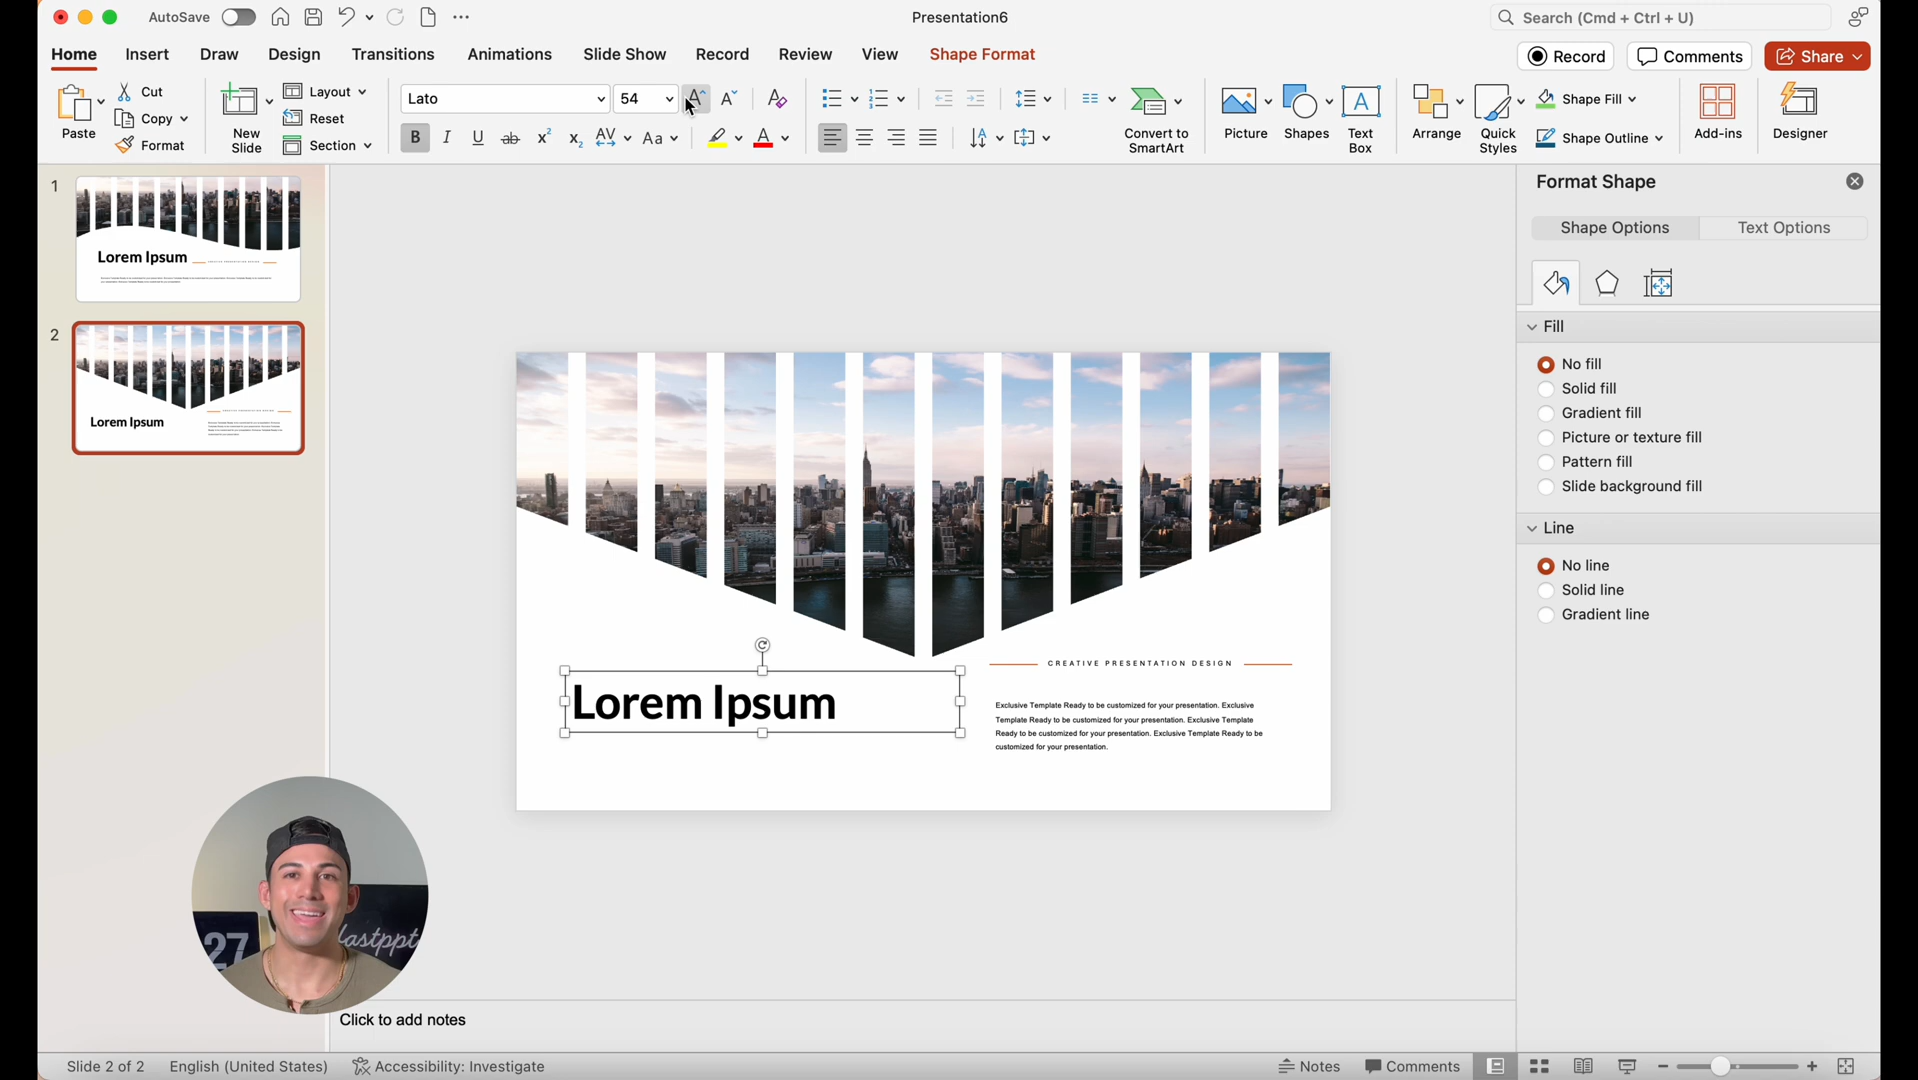 AutoSave
Presentation6
Search (Cmd + Ctrl + U)
Home Insert Draw Design Transitions Animations Slide Show Record Review View Shape Format
Record Comments Share
Paste
Cut
Copy
Format
New
Slide
Layout
Reset
Section
Lato 54
Convert to
SmartArt
Picture
Shapes
Text
Box
Arrange
Quick
Styles
Shape Fill
Shape Outline
Add-ins
Designer
1
Lorem Ipsum
2
Lorem Ipsum
Lorem Ipsum
CREATIVE PRESENTATION DESIGN
Exclusive Template Ready to be customized for your presentation. Exclusive
Template Ready to be customized for your presentation. Exclusive Template
Ready to be customized for your presentation. Exclusive Template Ready to be
customized for your presentation.
Format Shape
Shape Options Text Options
Fill
No fill
Solid fill
Gradient fill
Picture or texture fill
Pattern fill
Slide background fill
Line
No line
Solid line
Gradient line
27
lastppt
Click to add notes
Slide 2 of 2 English (United States) Accessibility: Investigate
Notes Comments